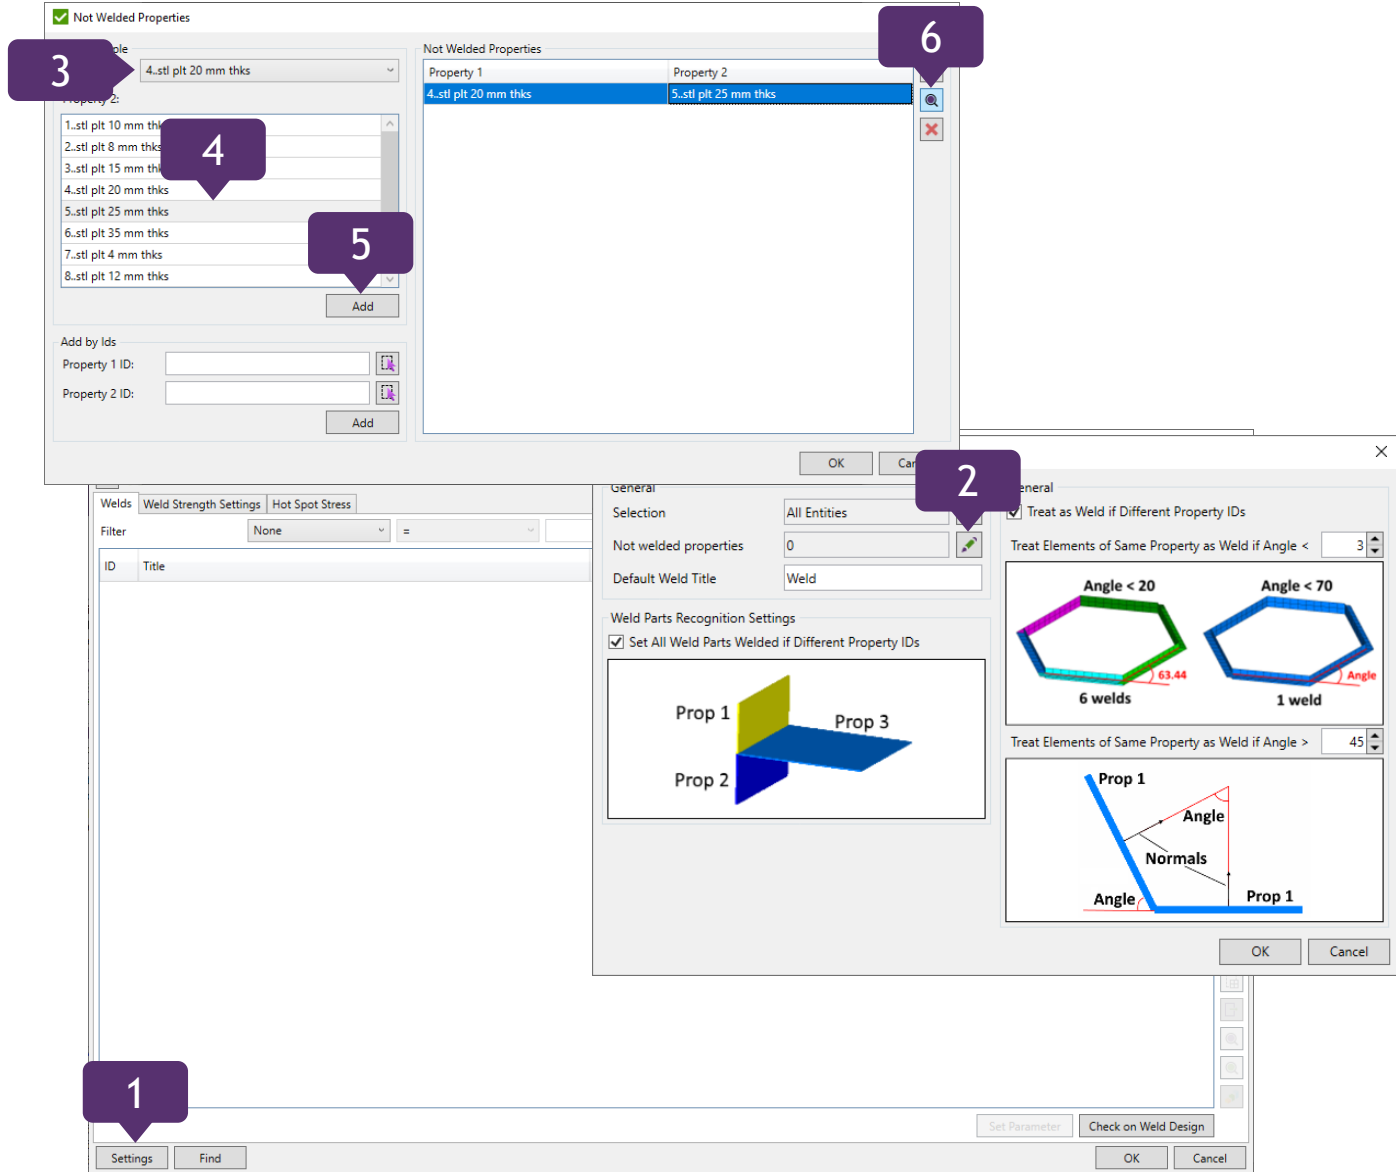 Not Welded Properties
6
3
4..stl plt 20 mm thks
Property 2:
1..stl plt 10 mm
2..stl plt 8 mm thks
3..stl plt 15 mm
4..stl plt 20 mm thks
5..stl plt 25 mm thks
6..stl plt 35 mm thks
7..stl plt 4 mm thks
8..stl plt 12 mm thks
4
5
Add
Add by Ids
Property 1 ID:
Property 2 ID:
Add
Not Welded Properties
Property 1 Property 2
4..stl plt 20 mm thks 5..stl plt 25 mm thks
OK
2
General
Selection All Entities
Not welded properties 0
Default Weld Title Weld
Weld Parts Recognition Settings
Set All Weld Parts Welded if Different Property IDs
Prop 1
Prop 3
Prop 2
Treat as Weld if Different Property IDs
Treat Elements of Same Property as Weld if Angle < 3
Angle < 20 Angle < 70
63.44 Angle
6 welds 1 weld
Treat Elements of Same Property as Weld if Angle > 45
Prop 1
Angle
Normals
Angle Prop 1
OK Cancel
Welds Weld Strength Settings Hot Spot Stress
Filter None =
ID Title
1
Set Parameter Check on Weld Design
Settings Find OK Cancel